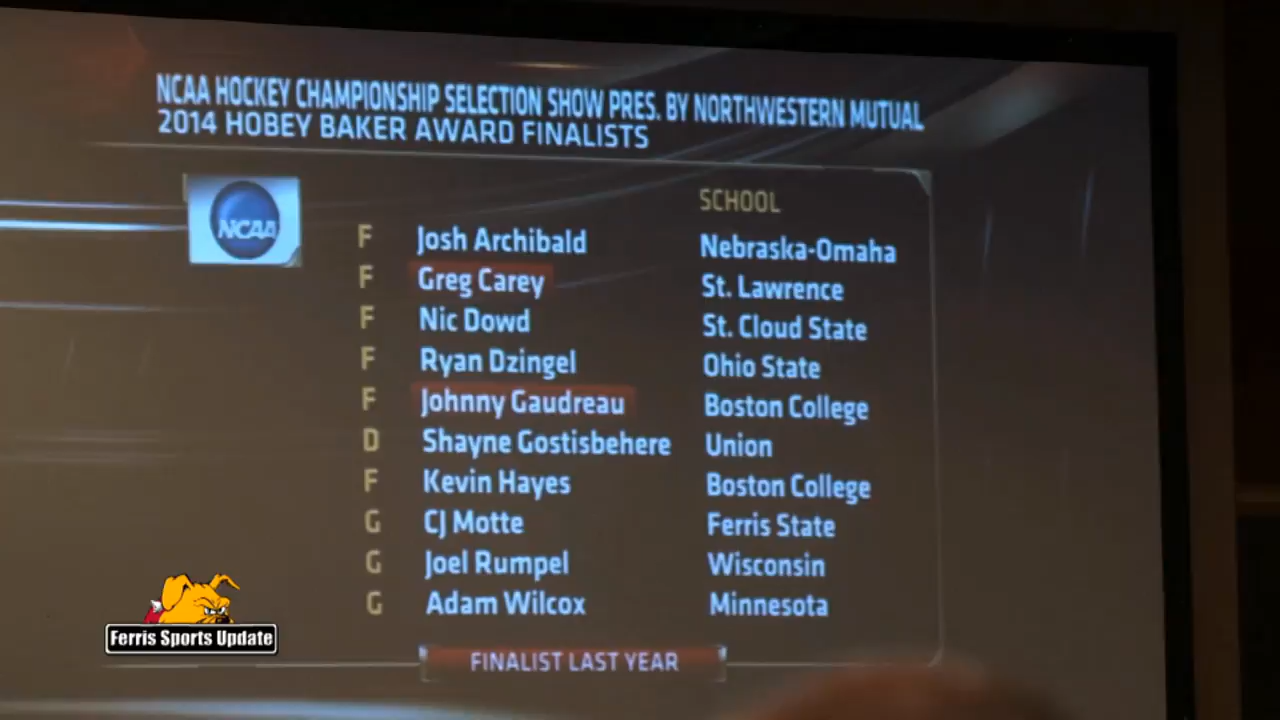 NCAA HOCKEY CHAMPIONSHIP SELECTION SHOW PRES. BY NORTHWESTERN MUTUAL
2014 HOBEY BAKER AWARD FINALISTS
NCAA
SCHOOL
F Josh Archibald Nebraska-Omaha
F Greg Carey St. Lawrence
F Nic Dowd St. Cloud State
F Ryan Dzingel Ohio State
F Johnny Gaudreau Boston College
D Shayne Gostisbehere Union
F Kevin Hayes Boston College
G CJ Motte Ferris State
G Joel Rumpel Wisconsin
G Adam Wilcox Minnesota
Ferris Sports Update
FINALIST LAST YEAR